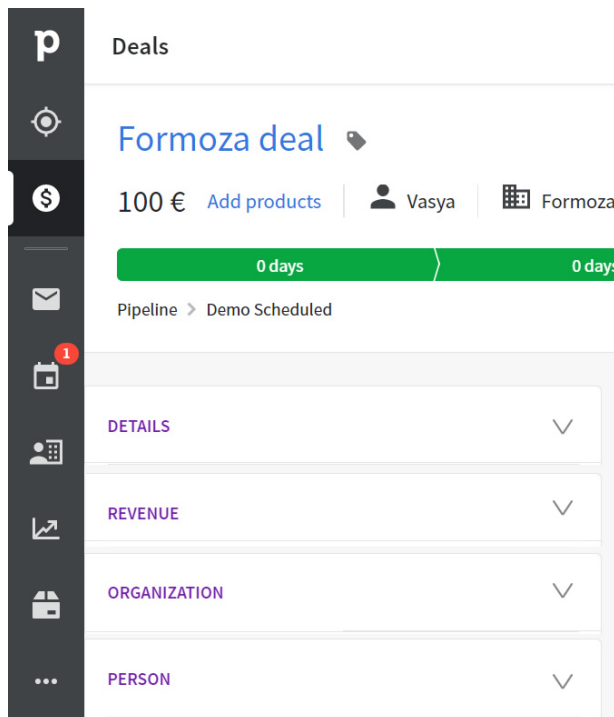 p
Deals
Formoza deal
100 € Add products Vasya Formoza
0 days 0 days
Pipeline Demo Scheduled
1
DETAILS
REVENUE
ORGANIZATION
PERSON